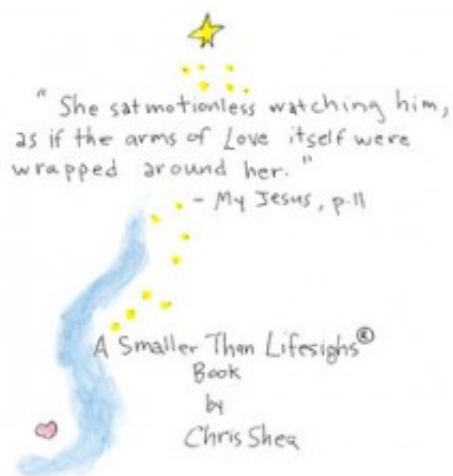 "She sat motionless watching him,
as if the arms of Love itself were
wrapped around her."
- My Jesus, p.11
A Smaller Than Lifesighs®
Book
by
Chris Shea